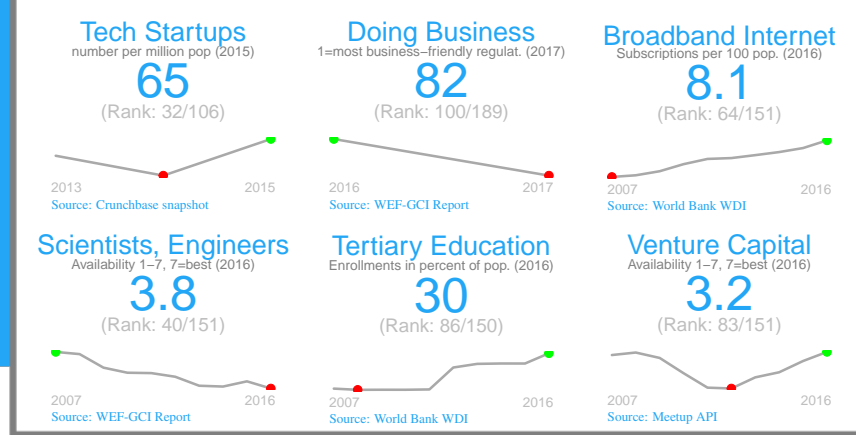 Tech Startups
number per million pop (2015)
65
(Rank: 32/106)
2013 2015
Source: Crunchbase snapshot
Doing Business
1=most business−friendly regulat. (2017)
82
(Rank: 100/189)
2016 2017
Source: WEF-GCI Report
Broadband Internet
Subscriptions per 100 pop. (2016)
8.1
(Rank: 64/151)
2007 2016
Source: World Bank WDI
Scientists, Engineers
Availability 1−7, 7=best (2016)
3.8
(Rank: 40/151)
2007 2016
Source: WEF-GCI Report
Tertiary Education
Enrollments in percent of pop. (2016)
30
(Rank: 86/150)
2007 2016
Source: World Bank WDI
Venture Capital
Availability 1−7, 7=best (2016)
3.2
(Rank: 83/151)
2007 2016
Source: Meetup API